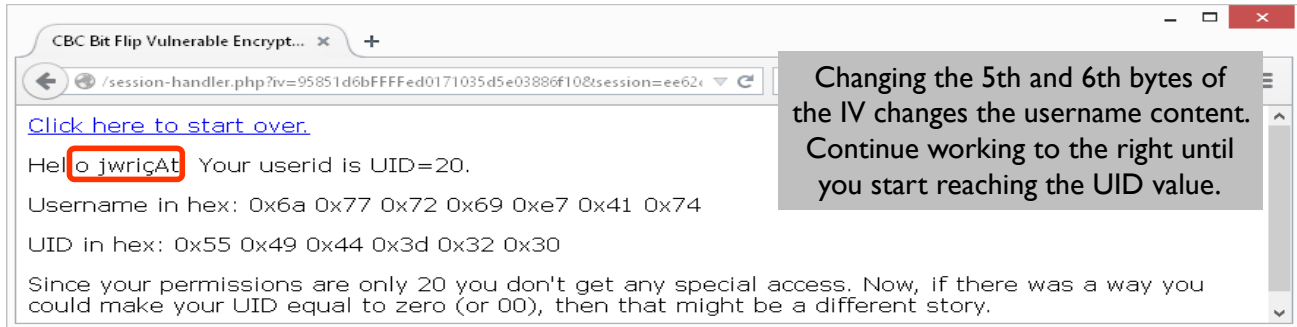 CBC Bit Flip Vulnerable Encrypt... × +
/session-handler.php?iv=95851d6bFFFFed0171035d5e03886f10&session=ee62
Changing the 5th and 6th bytes of
the IV changes the username content.
Continue working to the right until
you start reaching the UID value.
Click here to start over.
Hello jwriçAt Your userid is UID=20.
Username in hex: 0x6a 0x77 0x72 0x69 0xe7 0x41 0x74
UID in hex: 0x55 0x49 0x44 0x3d 0x32 0x30
Since your permissions are only 20 you don't get any special access. Now, if there was a way you
could make your UID equal to zero (or 00), then that might be a different story.